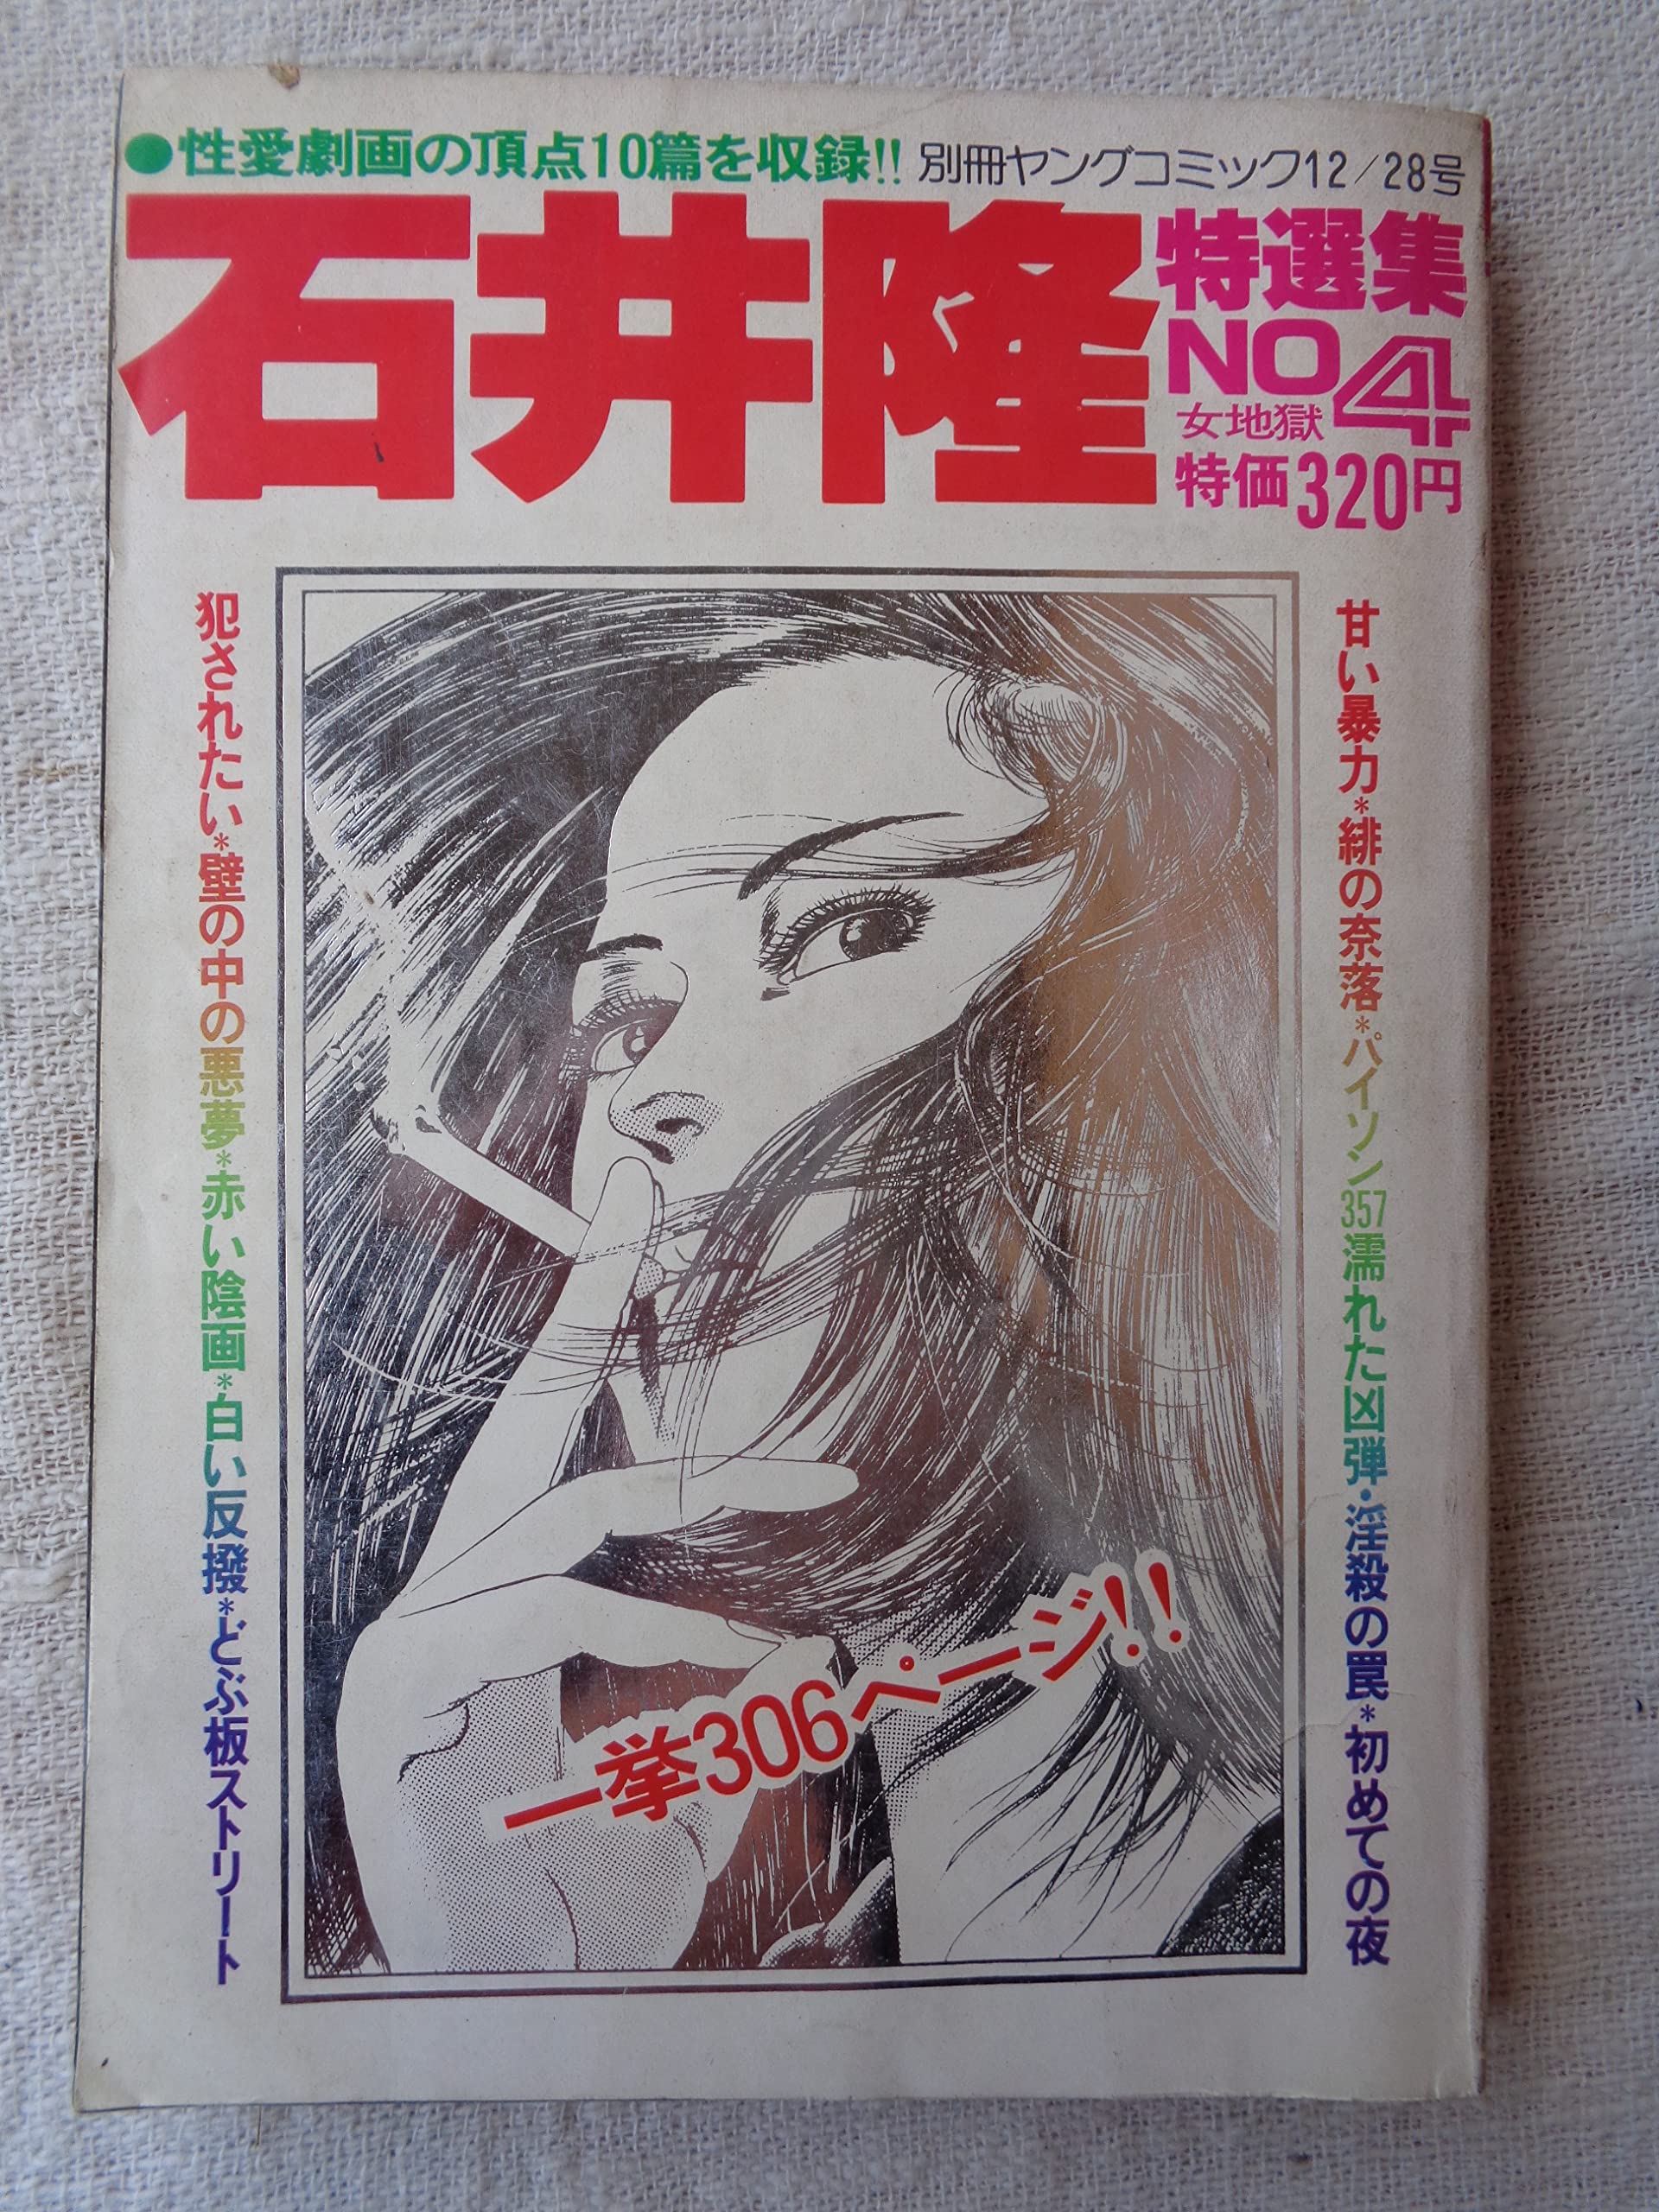 ●性愛劇画の頂点10篇を収録!!
別冊ヤングコミック12/28号
石井隆
特選集
NO4
女地獄
特価320円
甘い暴力*緋の奈落*パイソン357濡れた凶弾・淫殺の罠*初めての夜
犯されたい*壁の中の悪夢*赤い陰画*白い反撥*どぶ板ストリート
一挙306ページ!!